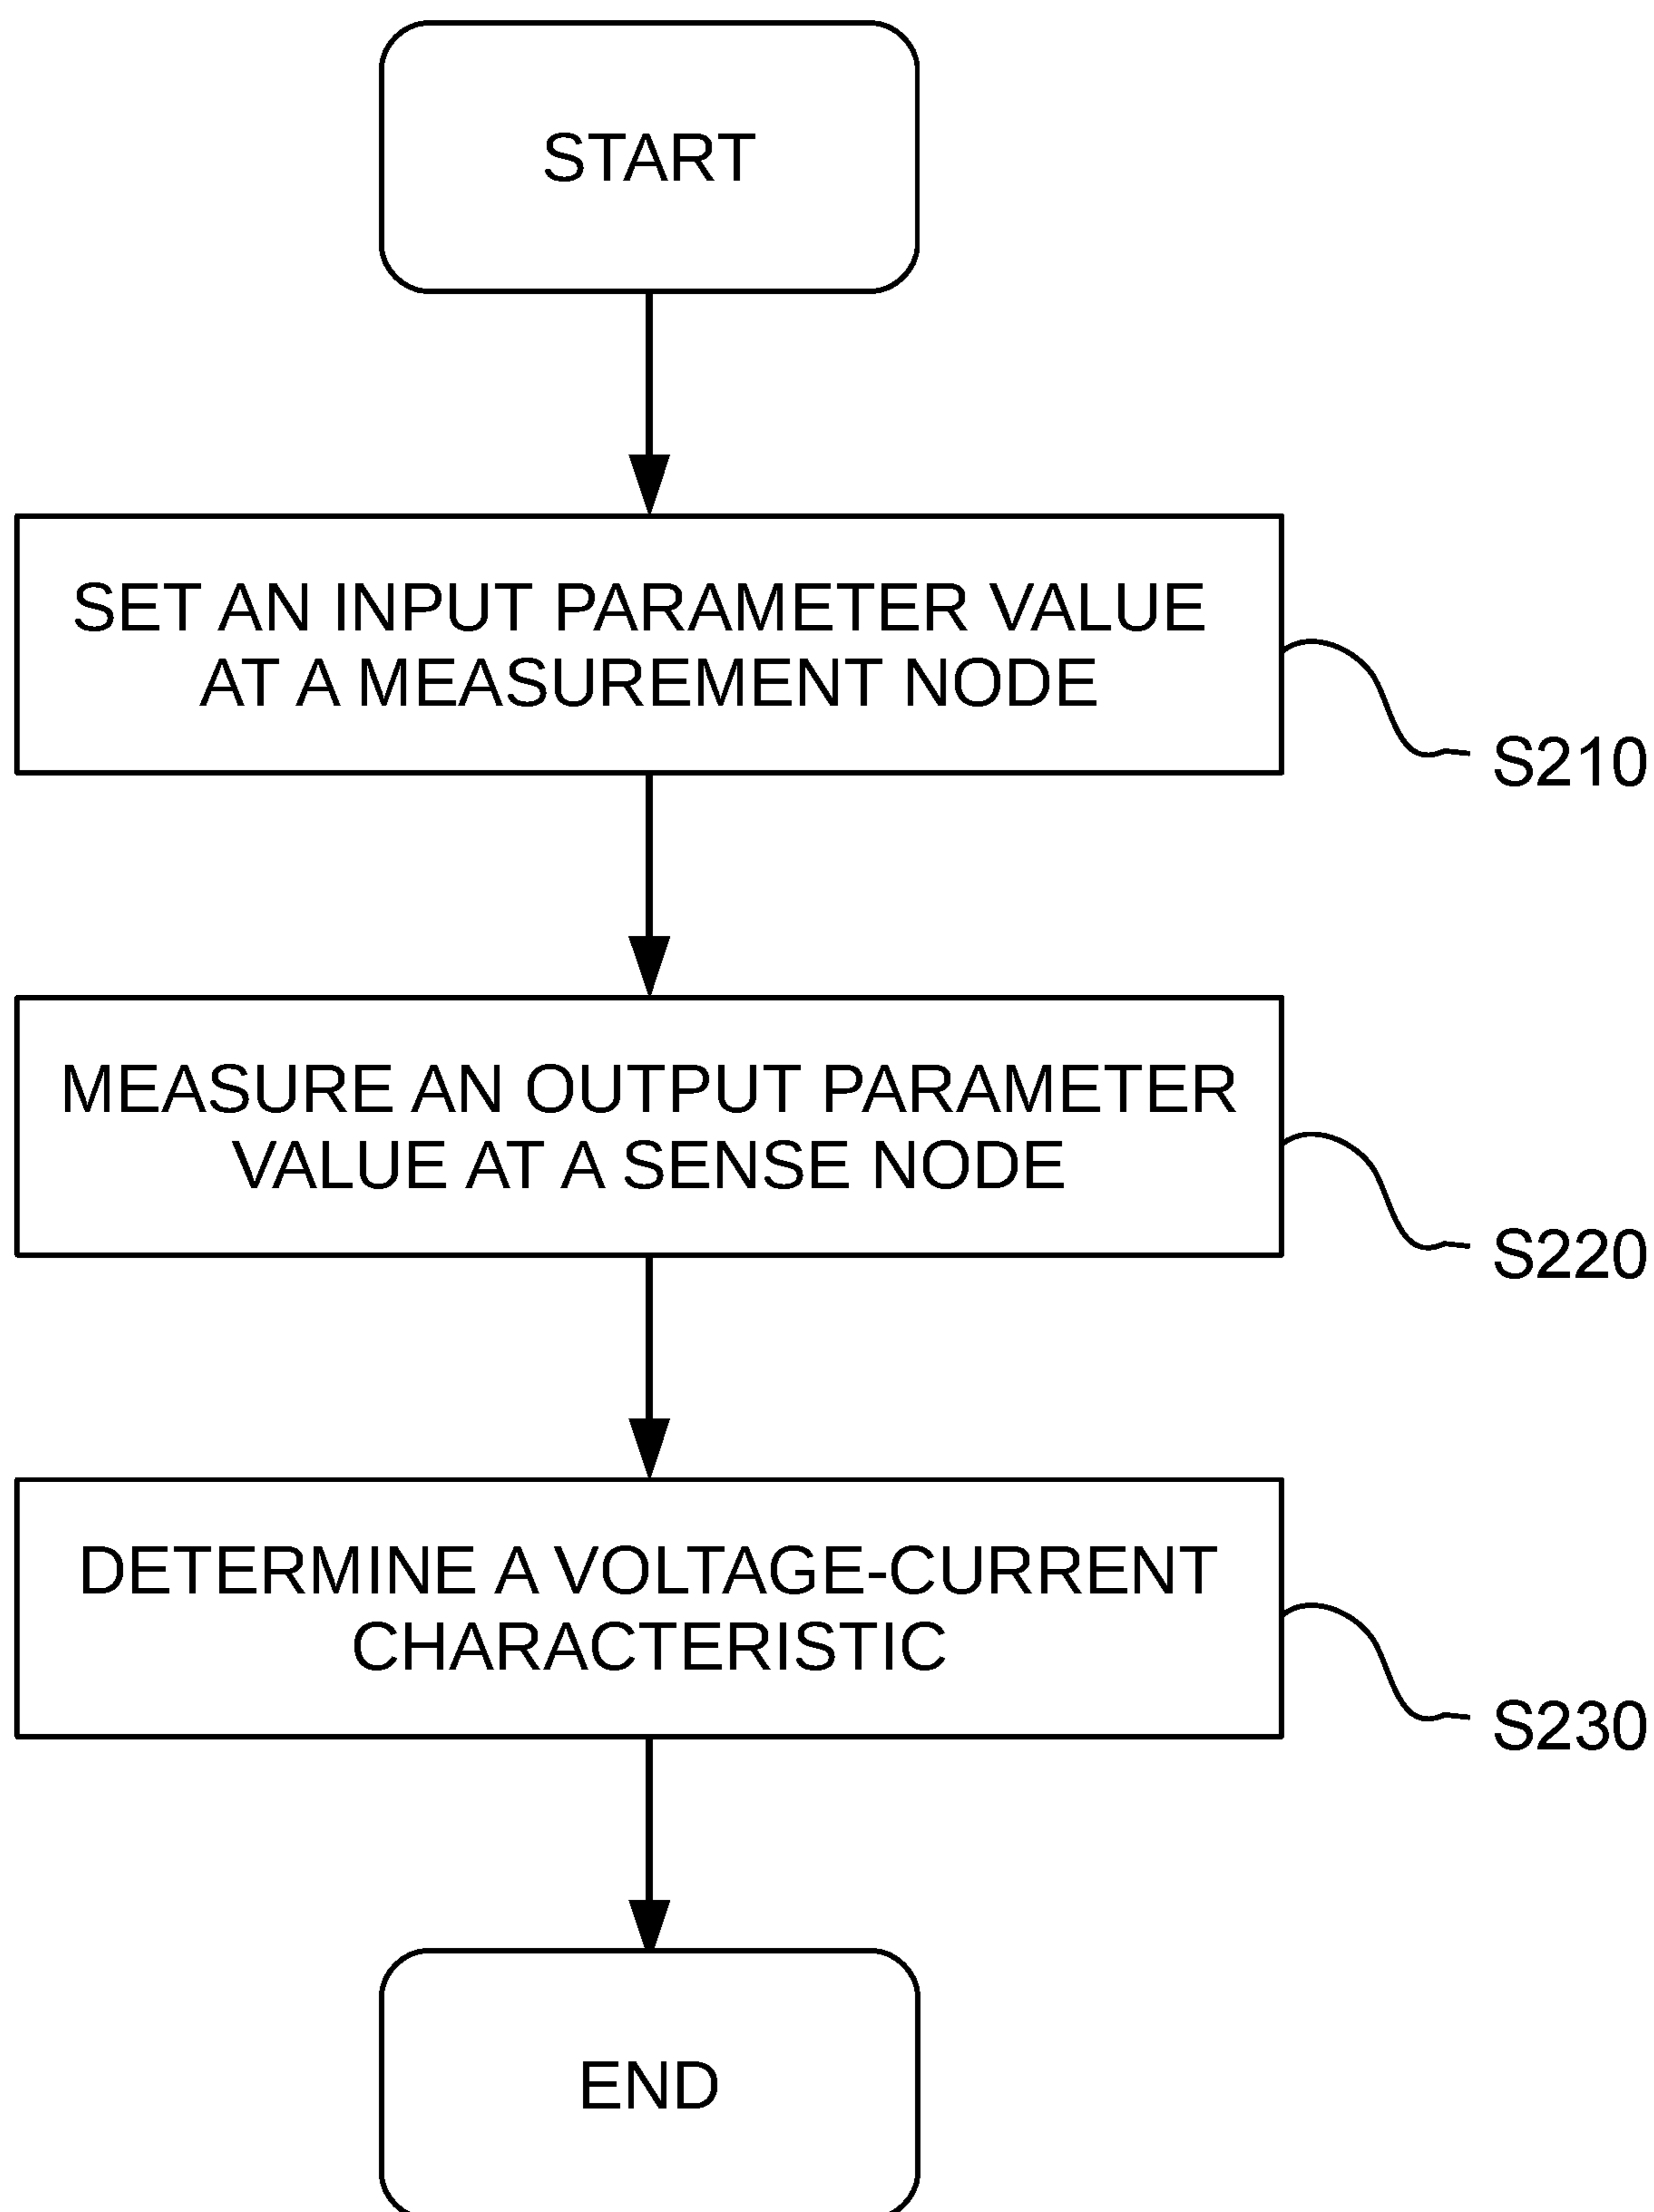 START
SET AN INPUT PARAMETER VALUE
AT A MEASUREMENT NODE
S210
MEASURE AN OUTPUT PARAMETER
VALUE AT A SENSE NODE
S220
DETERMINE A VOLTAGE-CURRENT
CHARACTERISTIC
S230
END